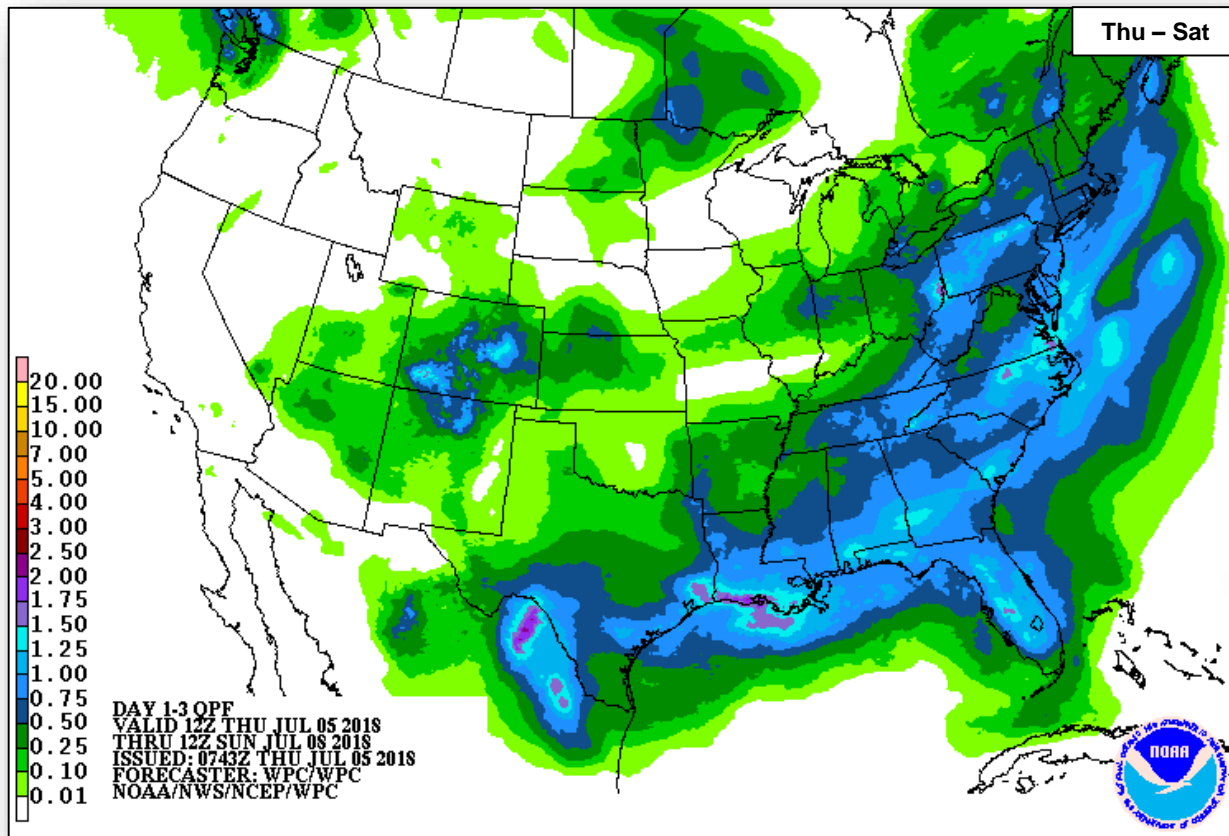 Thu – Sat
20.00
15.00
10.00
7.00
5.00
4.00
3.00
2.50
2.00
1.75
1.50
1.25
1.00
0.75
0.50
0.25
0.10
0.01
DAY 1-3 QPF
VALID 12Z THU JUL 05 2018
THRU 12Z SUN JUL 08 2018
ISSUED: 0743Z THU JUL 05 2018
FORECASTER: WPC/WPC
NOAA/NWS/NCEP/WPC
NOAA